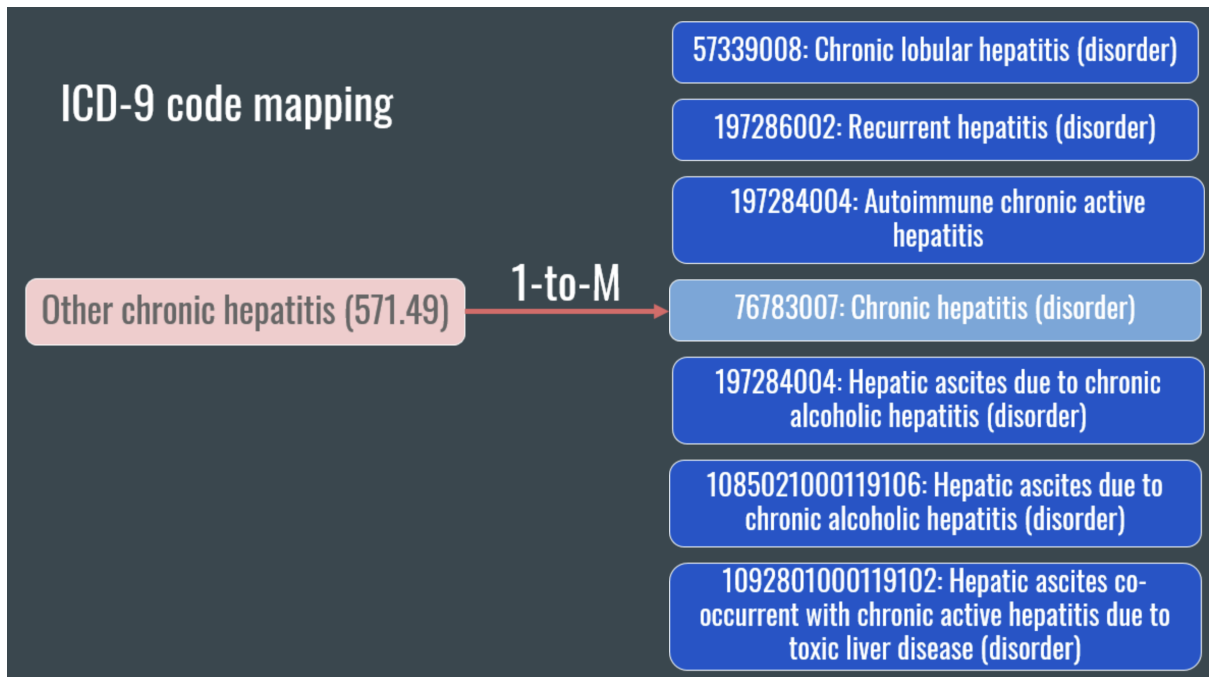 57339008: Chronic lobular hepatitis (disorder)
ICD-9 code mapping
197286002: Recurrent hepatitis (disorder)
197284004: Autoimmune chronic active
hepatitis
1-to-M
Other chronic hepatitis (571.49)
76783007: Chronic hepatitis (disorder)
197284004: Hepatic ascites due to chronic
alcoholic hepatitis (disorder)
1085021000119106: Hepatic ascites due to
chronic alcoholic hepatitis (disorder)
1092801000119102: Hepatic ascites co-
occurrent with chronic active hepatitis due to
toxic liver disease (disorder)